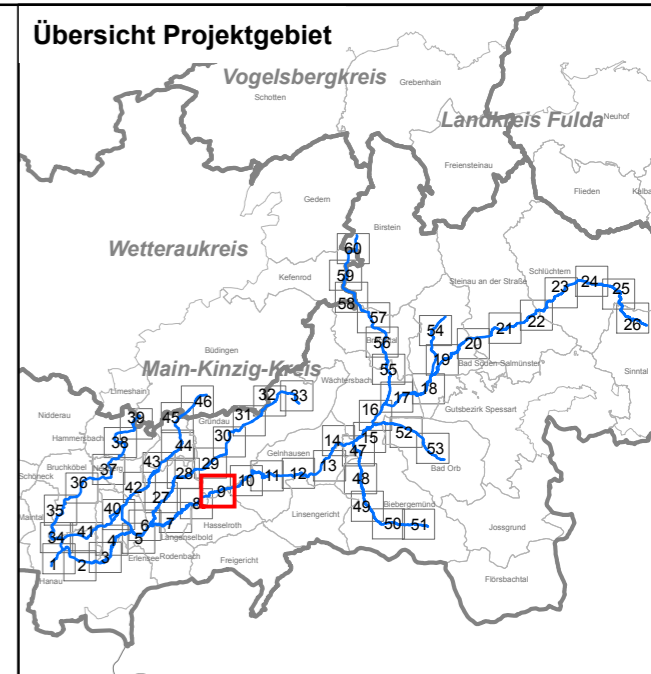 Übersicht Projektgebiet
Vogelsbergkreis
Grebenhain
Schotten
Landkreis Fulda
Neuhof
Freiensteinau
Flieden
Kalba
Gedern
Birstein
Wetteraukreis
60
Kefenrod
59
Steinau an der Straße
Schlüchtern
23
24
25
58
57
54
22
26
21
Büdingen
56
20
Sinntal
Main-Kinzig-Kreis
19
Bad Soden-Salmünster
Limeshain
Wächtersbach
55
46
32
33
18
17
Nidderau
39
45
31
16
Gutsbezirk Spessart
Hammersbach
38
Gründau
30
44
Gelnhausen
14
15
52
Bruchköbel
37
43
29
47
53
Schöneck
36
28
10
11
12
13
48
Bad Orb
42
9
Linsengericht
35
27
8
49
Biebergemünd
Maintal
40
6
7
Hasselroth
50
51
Jossgrund
34
41
5
Langenselbold
4
Erlensee
Rodenbach
Freigericht
1
2
3
Flörsbachtal
Hanau